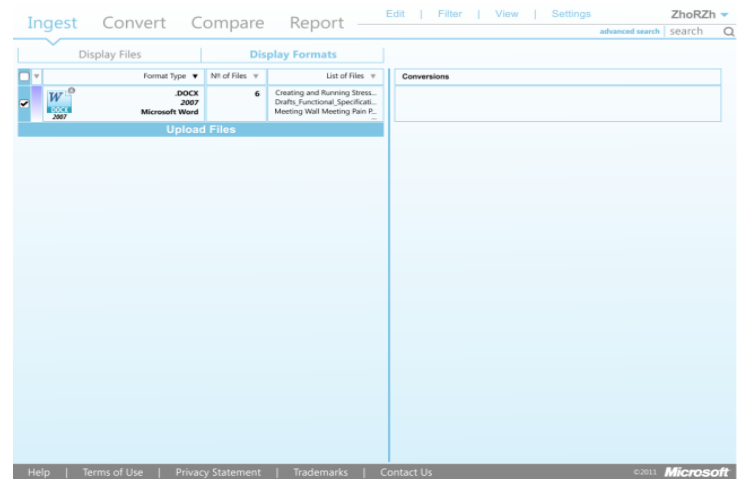 Ingest Convert Compare Report Edit | Filter | View | Settings ZhoRZh
advanced search search
Display Files Display Formats
Format Type Nº of Files List of Files Conversions
W .DOCX 6 Creating and Running Stress...
2007 Drafts_Functional_Specificati...
DOCX Microsoft Word Meeting Wall Meeting Pain P...
2007 ...
Upload Files
Help | Terms of Use | Privacy Statement | Trademarks | Contact Us ©2011 Microsoft